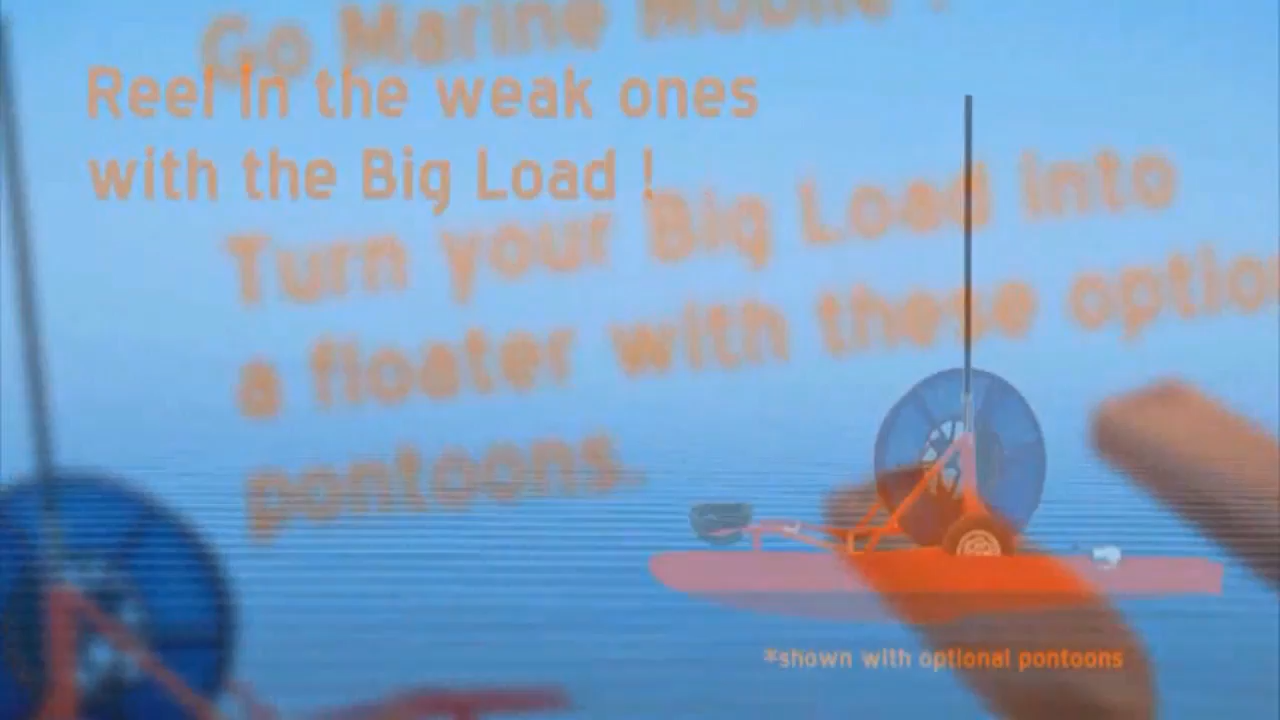 Go Marine Mobile !
Reel in the weak ones
with the Big Load !
Turn your Big Load into
a floater with these
pontoons.
*shown with optional pontoons